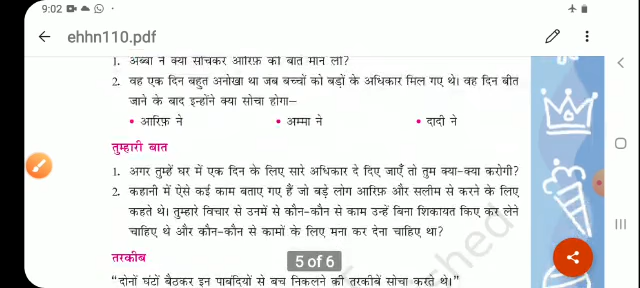 9:02
ehhn110.pdf
1. अब्बा ने क्या सोचकर आरिफ़ की बात मान ली?
2. वह एक दिन बहुत अनोखा था जब बच्चों को बड़ों के अधिकार मिल गए थे। वह दिन बीत
जाने के बाद इन्होंने क्या सोचा होगा–
• आरिफ़ ने • अम्मा ने • दादी ने
तुम्हारी बात
1. अगर तुम्हें घर में एक दिन के लिए सारे अधिकार दे दिए जाएँ तो तुम क्या-क्या करोगी?
2. कहानी में ऐसे कई काम बताए गए हैं जो बड़े लोग आरिफ़ और सलीम से करने के लिए
कहते थे। तुम्हारे विचार से उनमें से कौन-कौन से काम उन्हें बिना शिकायत किए कर लेने
चाहिए थे और कौन-कौन से कामों के लिए मना कर देना चाहिए था?
तरकीब
5 of 6
"दोनों घंटों बैठकर इन पाबंदियों से बच निकलने की तरकीबें सोचा करते थे।"